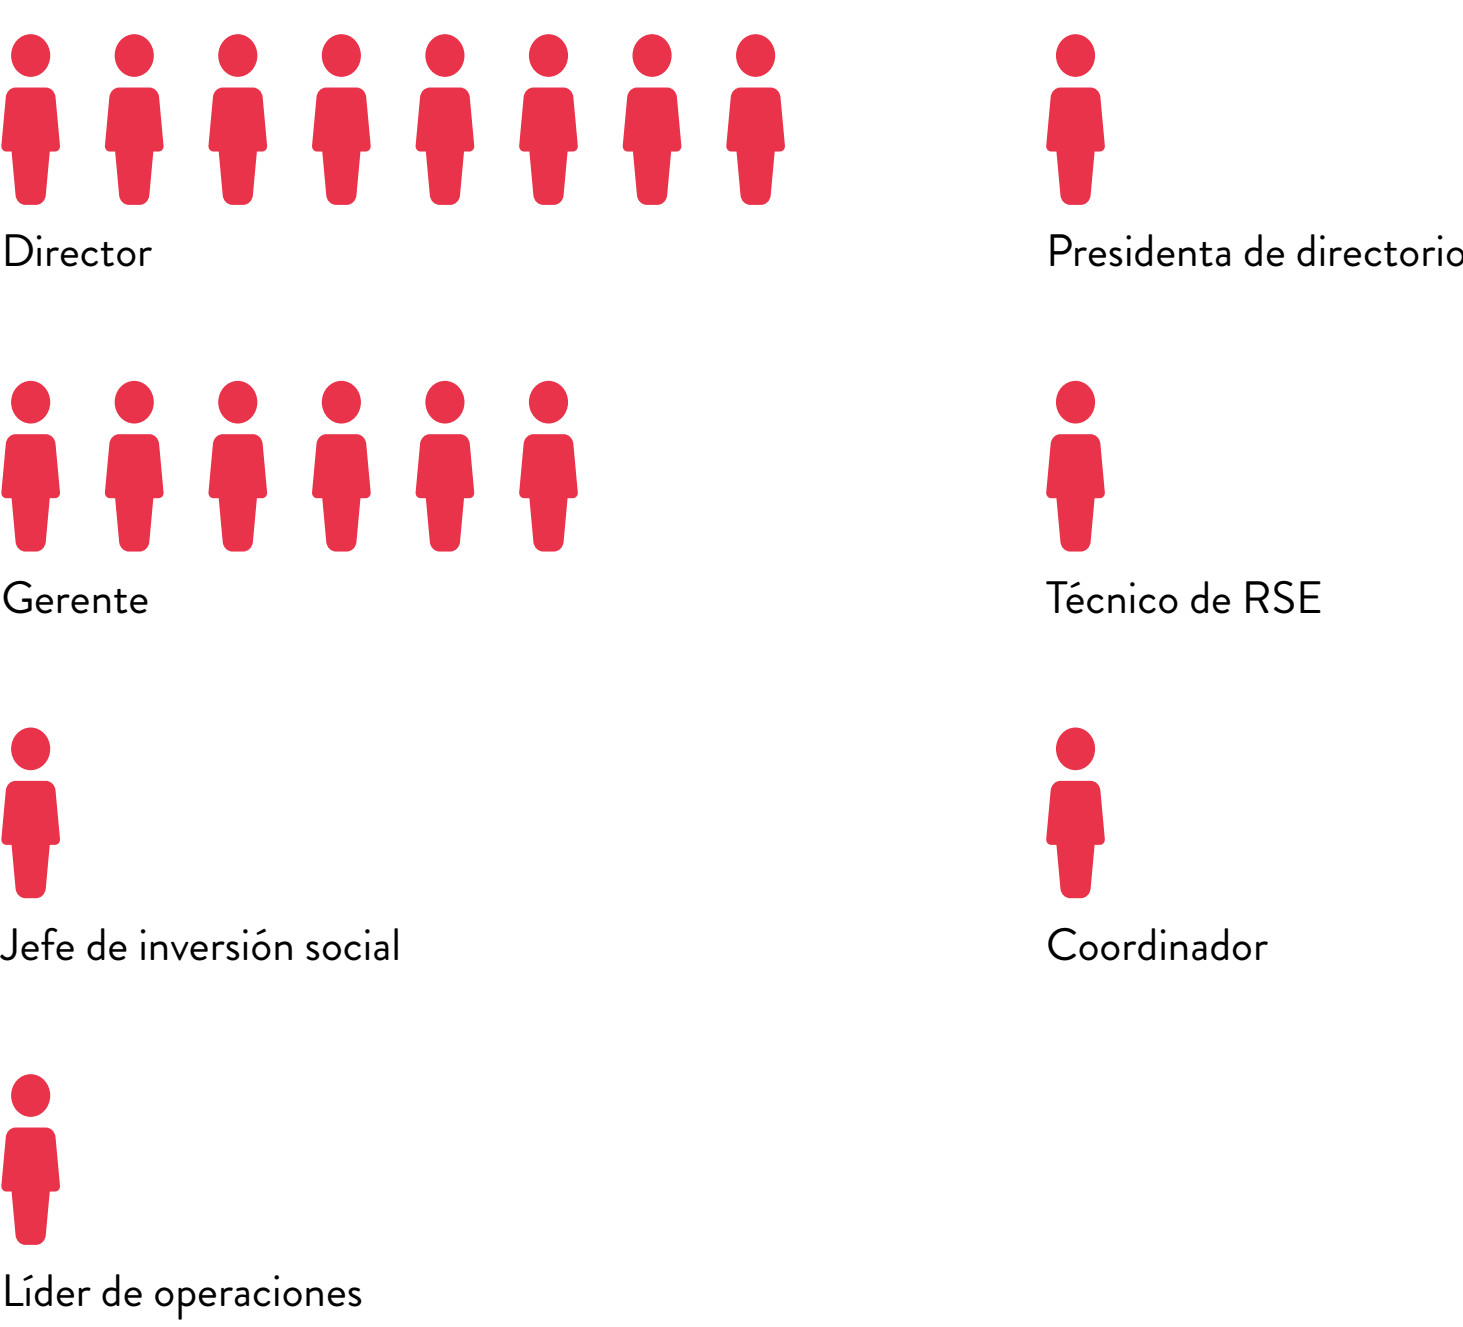 Director
Presidenta de directorio
Gerente
Técnico de RSE
Jefe de inversión social
Coordinador
Líder de operaciones